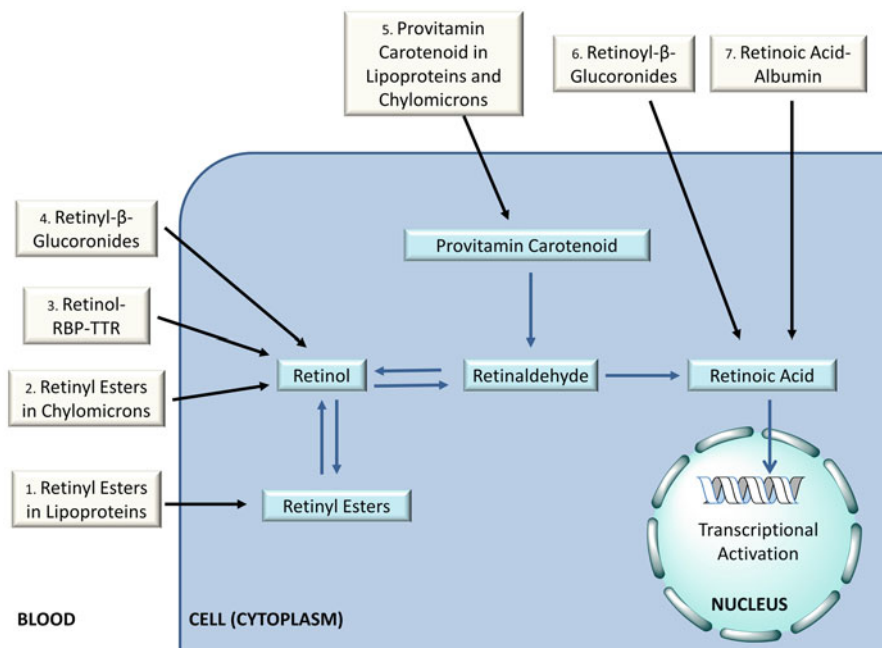 5. Provitamin
Carotenoid in
Lipoproteins and
Chylomicrons
6. Retinoyl-β-
Glucoronides
7. Retinoic Acid-
Albumin
4. Retinyl-β-
Glucoronides
Provitamin Carotenoid
3. Retinol-
RBP-TTR
Retinol
Retinaldehyde
Retinoic Acid
2. Retinyl Esters
in Chylomicrons
1. Retinyl Esters
in Lipoproteins
Retinyl Esters
Transcriptional
Activation
NUCLEUS
BLOOD
CELL (CYTOPLASM)